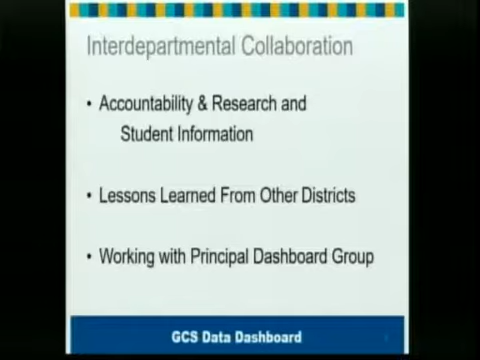 Interdepartmental Collaboration
• Accountability & Research and
Student Information
• Lessons Learned From Other Districts
• Working with Principal Dashboard Group
GCS Data Dashboard